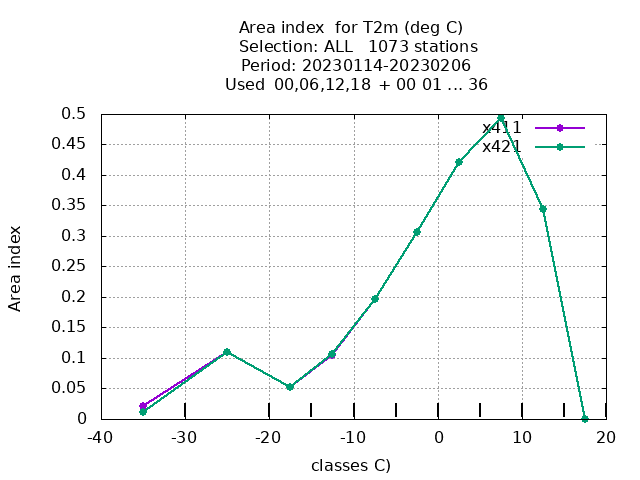 Area index  for T2m (deg C)
Selection: ALL   1073 stations
Period: 20230114-20230206
Used  00,06,12,18  + 00 01 ... 36
0.5
0.45
0.4
0.35
0.3
0.25
0.2
0.15
0.1
0.05
0
Area index
x411
x421
-40 -30 -20 -10 0 10 20
classes C)